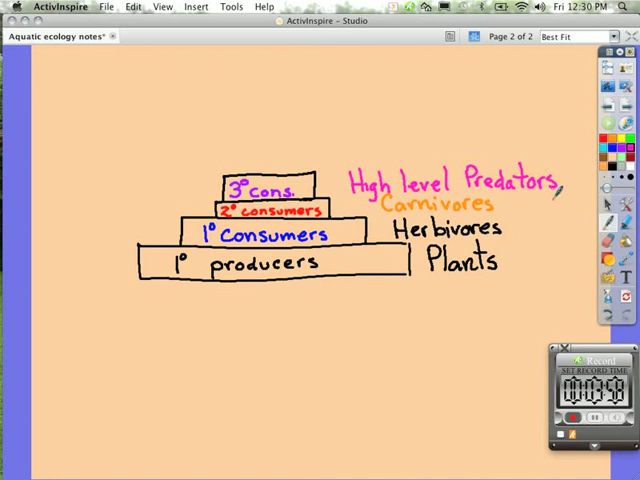 ActivInspire File Edit View Insert Tools Help Fri 12:30 PM
ActivInspire - Studio
Aquatic ecology notes* Page 2 of 2 Best Fit
3° cons. High level Predators
2° consumers Carnivores
1° consumers Herbivores
1° producers Plants
Record
SET RECORD TIME
00:03:58